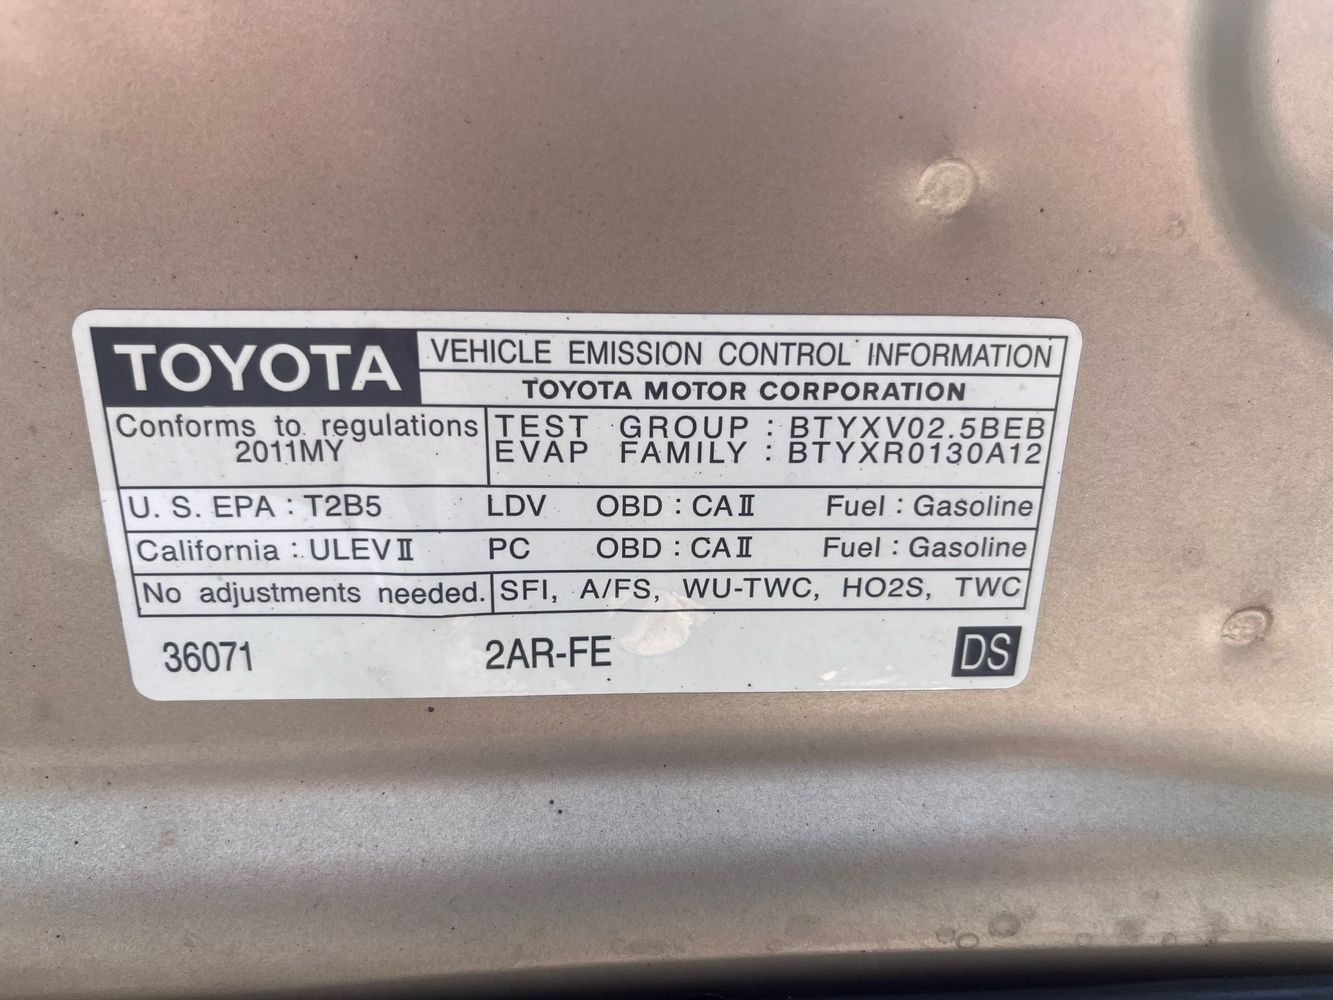 TOYOTA
VEHICLE EMISSION CONTROL INFORMATION
TOYOTA MOTOR CORPORATION
Conforms to regulations
2011MY
TEST GROUP : BTYXV02.5BEB
EVAP FAMILY : BTYXR0130A12
U. S. EPA : T2B5 LDV OBD : CAⅡ Fuel : Gasoline
California : ULEVⅡ PC OBD : CAⅡ Fuel : Gasoline
No adjustments needed. SFI, A/FS, WU-TWC, HO2S, TWC
36071 2AR-FE DS